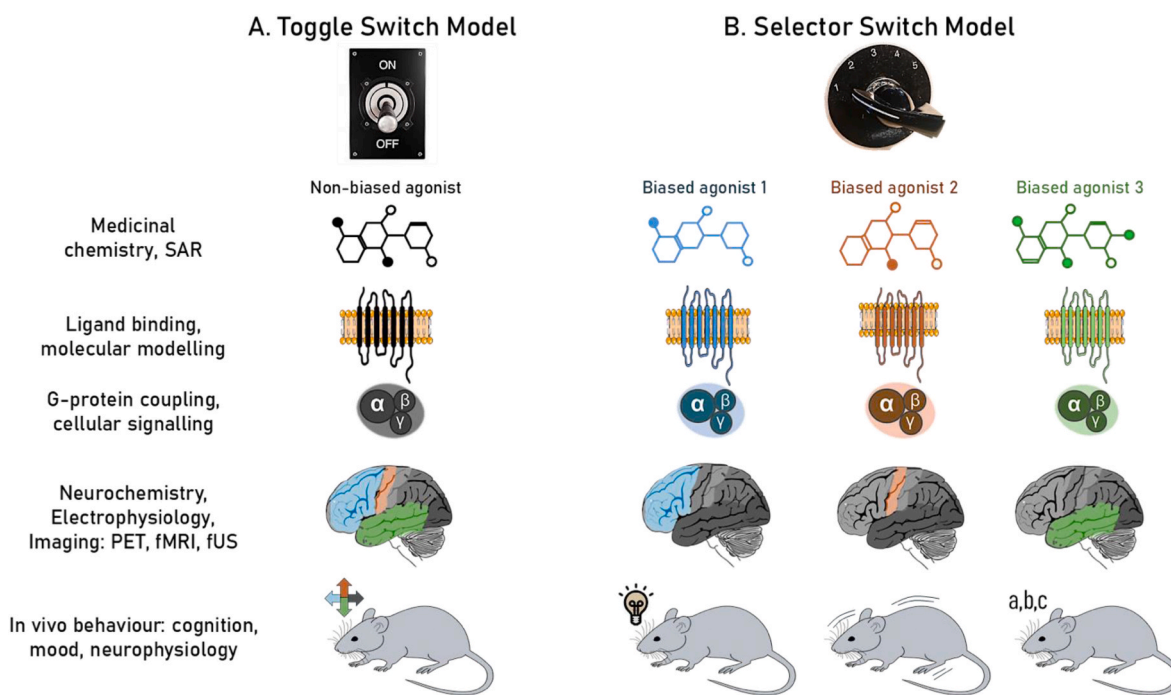 A. Toggle Switch Model
B. Selector Switch Model
ON
OFF
1
2
3
4
5
Non-biased agonist
Biased agonist 1
Biased agonist 2
Biased agonist 3
Medicinal
chemistry, SAR
Ligand binding,
molecular modelling
G-protein coupling,
cellular signalling
α β
γ
α β
γ
α β
γ
α β
γ
Neurochemistry,
Electrophysiology,
Imaging: PET, fMRI, fUS
In vivo behaviour: cognition,
mood, neurophysiology
a,b,c